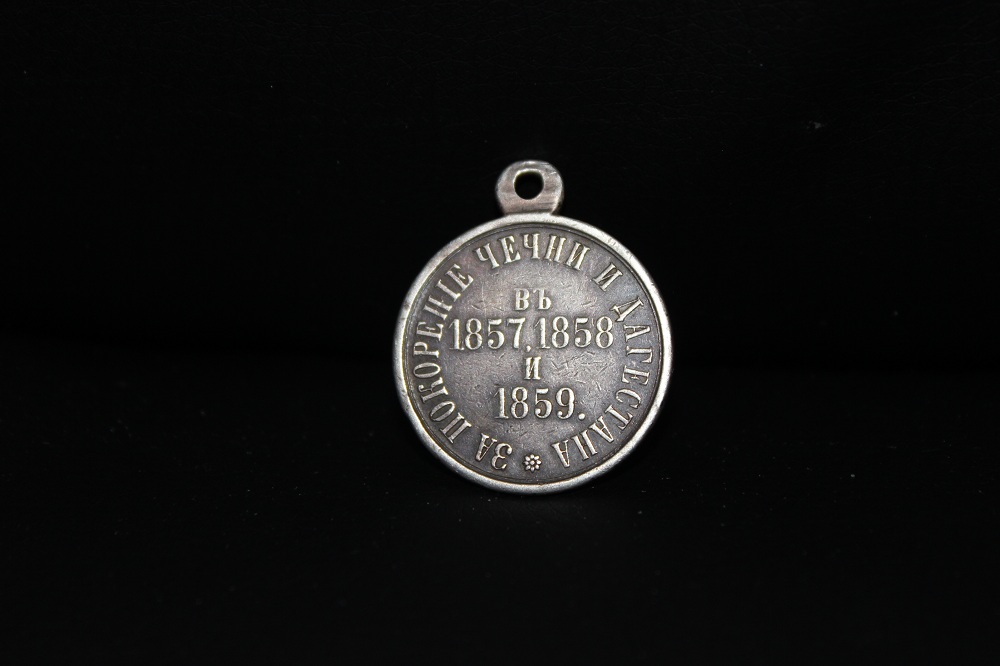 ЗА ПОКОРЕНІЕ ЧЕЧНИ И ДАГЕСТАНА
ВЪ
1857, 1858
И
1859.